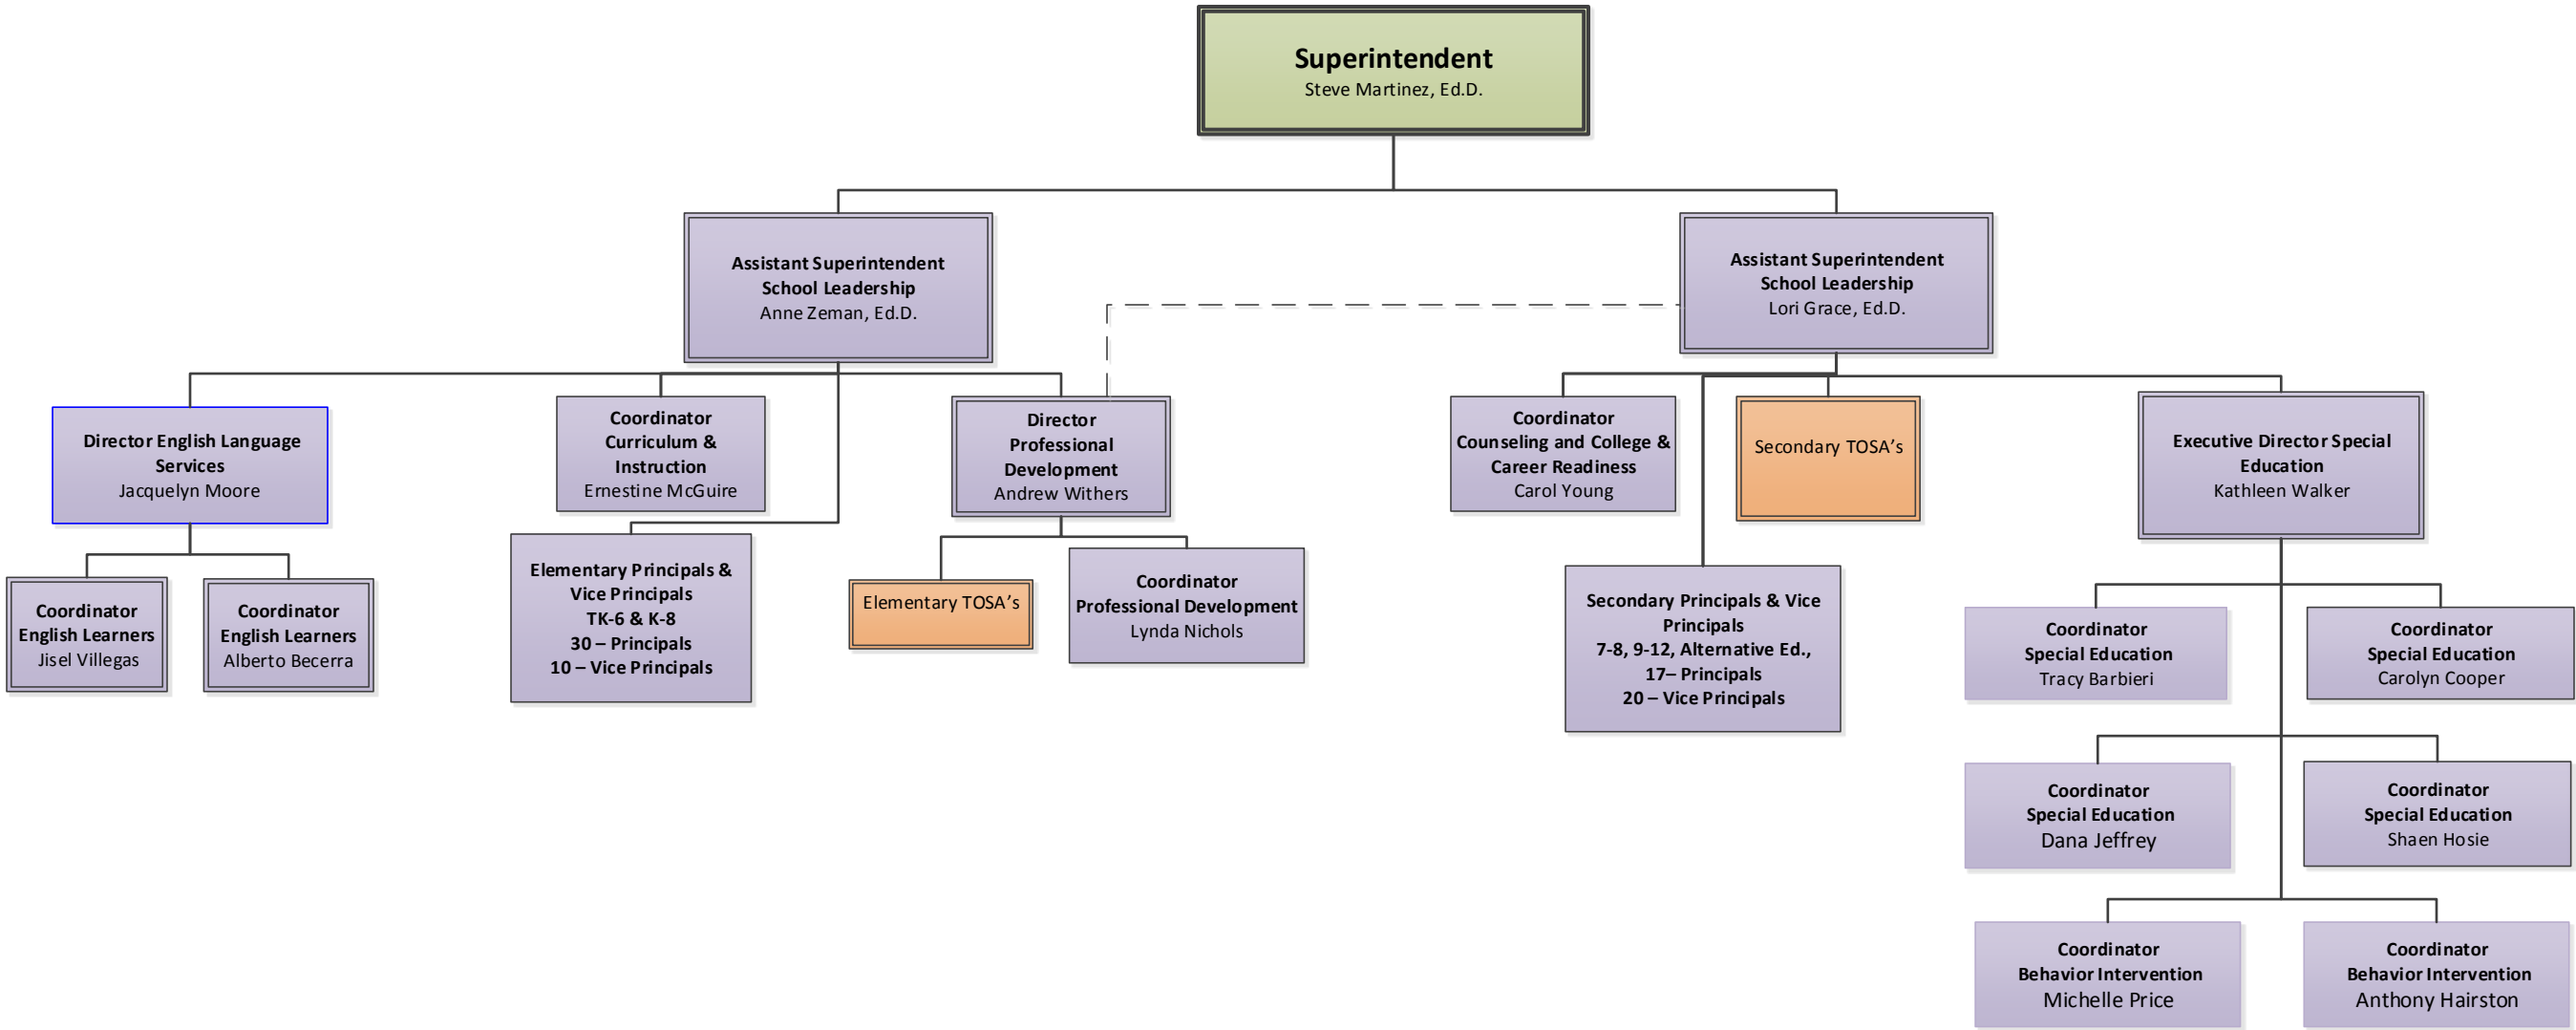 Superintendent
Steve Martinez, Ed.D.
Assistant Superintendent
School Leadership
Anne Zeman, Ed.D.
Assistant Superintendent
School Leadership
Lori Grace, Ed.D.
Director English Language
Services
Jacquelyn Moore
Coordinator
Curriculum &
Instruction
Ernestine McGuire
Director
Professional
Development
Andrew Withers
Coordinator
Counseling and College &
Career Readiness
Carol Young
Secondary TOSA's
Executive Director Special
Education
Kathleen Walker
Coordinator
English Learners
Jisel Villegas
Coordinator
English Learners
Alberto Becerra
Elementary Principals &
Vice Principals
TK-6 & K-8
30 – Principals
10 – Vice Principals
Elementary TOSA's
Coordinator
Professional Development
Lynda Nichols
Secondary Principals & Vice
Principals
7-8, 9-12, Alternative Ed.,
17– Principals
20 – Vice Principals
Coordinator
Special Education
Tracy Barbieri
Coordinator
Special Education
Carolyn Cooper
Coordinator
Special Education
Dana Jeffrey
Coordinator
Special Education
Shaen Hosie
Coordinator
Behavior Intervention
Michelle Price
Coordinator
Behavior Intervention
Anthony Hairston